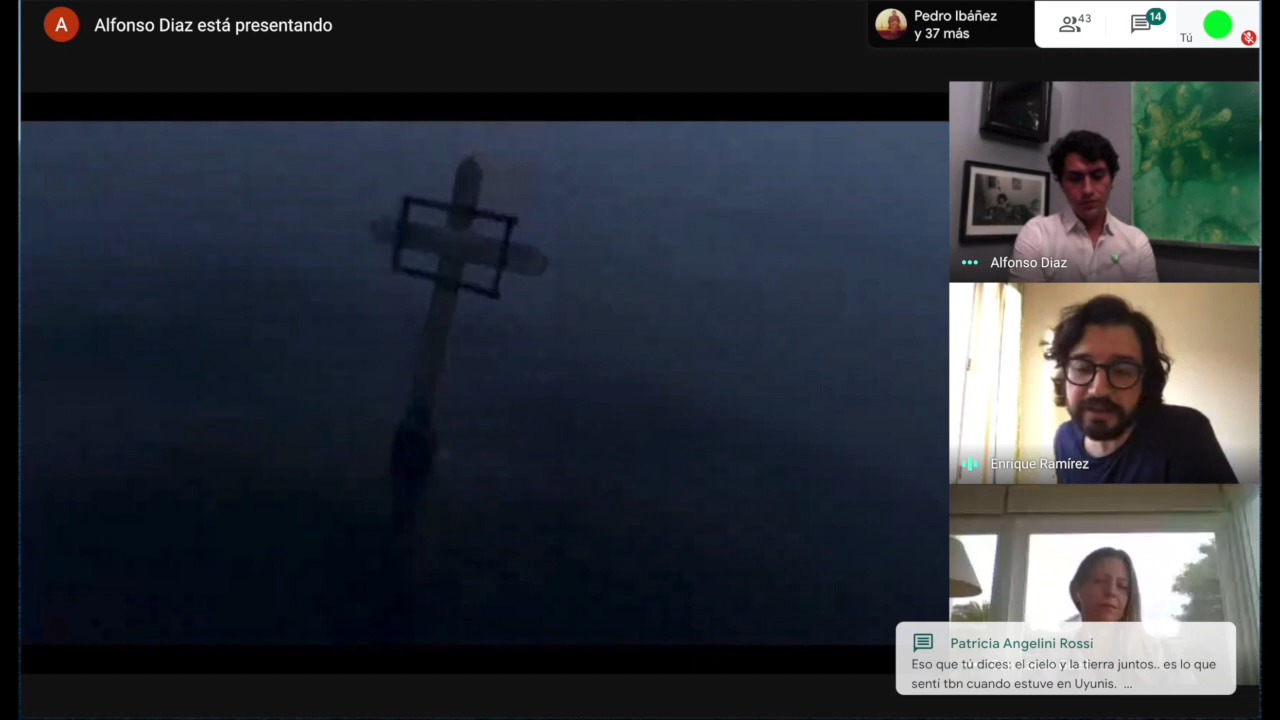 A
Alfonso Diaz está presentando
Pedro Ibáñez
y 37 más
43
14
Tú
Alfonso Diaz
Enrique Ramírez
Patricia Angelini Rossi
Eso que tú dices: el cielo y la tierra juntos.. es lo que
sentí tbn cuando estuve en Uyunis. ...